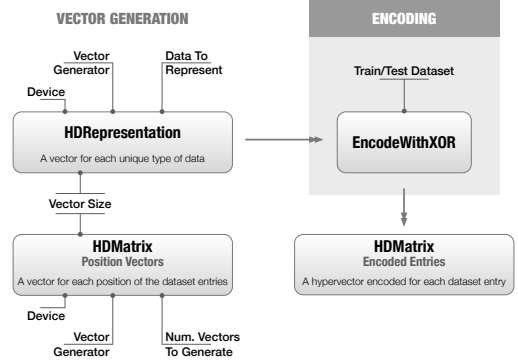 VECTOR GENERATION
ENCODING
Vector
Generator
Data To
Represent
Device
HDRepresentation
A vector for each unique type of data
Train/Test Dataset
EncodeWithXOR
Vector Size
HDMatrix
Position Vectors
A vector for each position of the dataset entries
HDMatrix
Encoded Entries
A hypervector encoded for each dataset entry
Device
Vector
Generator
Num. Vectors
To Generate